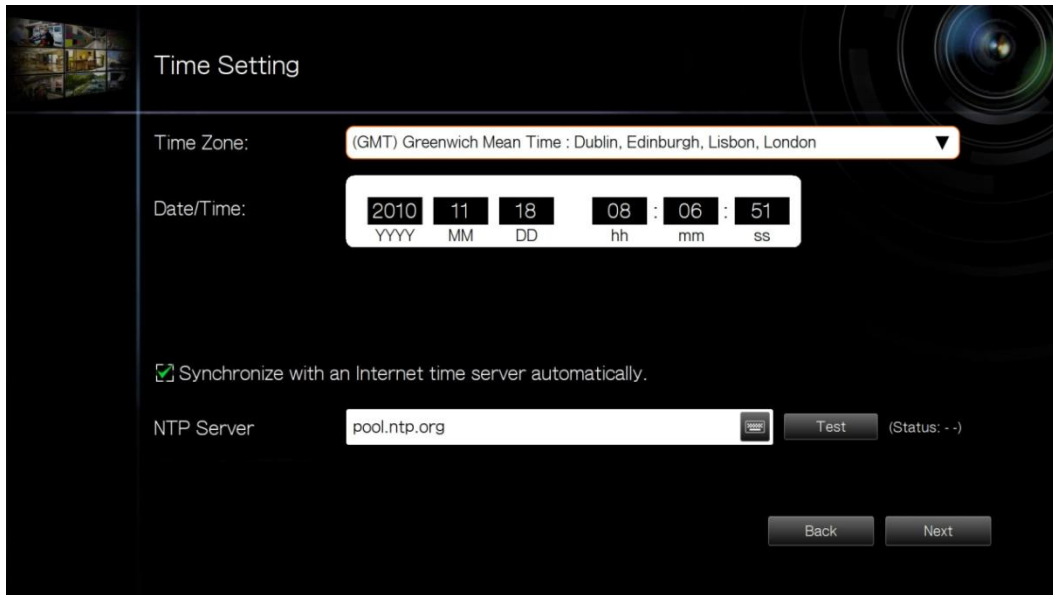 Time Setting
Time Zone: (GMT) Greenwich Mean Time : Dublin, Edinburgh, Lisbon, London
Date/Time: 2010 11 18 08 : 06 : 51
YYYY MM DD hh mm ss
Synchronize with an Internet time server automatically.
NTP Server pool.ntp.org Test (Status: - -)
Back Next